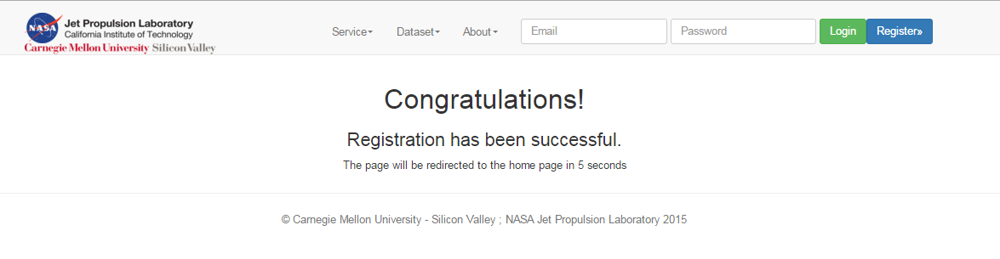 NASA
Jet Propulsion Laboratory
California Institute of Technology
Carnegie Mellon University Silicon Valley
Service Dataset About Email Password Login Register»
Congratulations!
Registration has been successful.
The page will be redirected to the home page in 5 seconds
© Carnegie Mellon University - Silicon Valley ; NASA Jet Propulsion Laboratory 2015